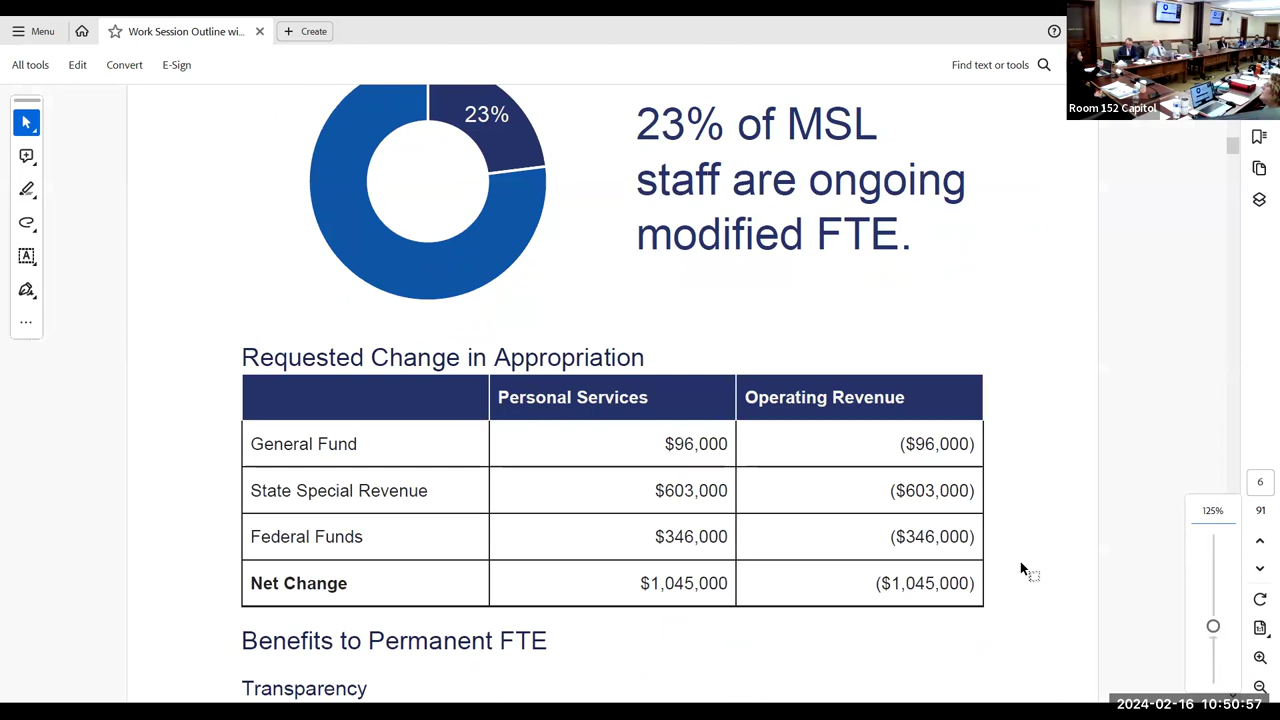 Menu
Work Session Outline wi...
Create
Room 152 Capitol
All tools
Edit
Convert
E-Sign
Find text or tools
23%
23% of MSL
staff are ongoing
modified FTE.
Requested Change in Appropriation
Personal Services Operating Revenue
General Fund $96,000 ($96,000)
State Special Revenue $603,000 ($603,000)
Federal Funds $346,000 ($346,000)
Net Change $1,045,000 ($1,045,000)
Benefits to Permanent FTE
Transparency
6
91
125%
2024-02-16 10:50:57